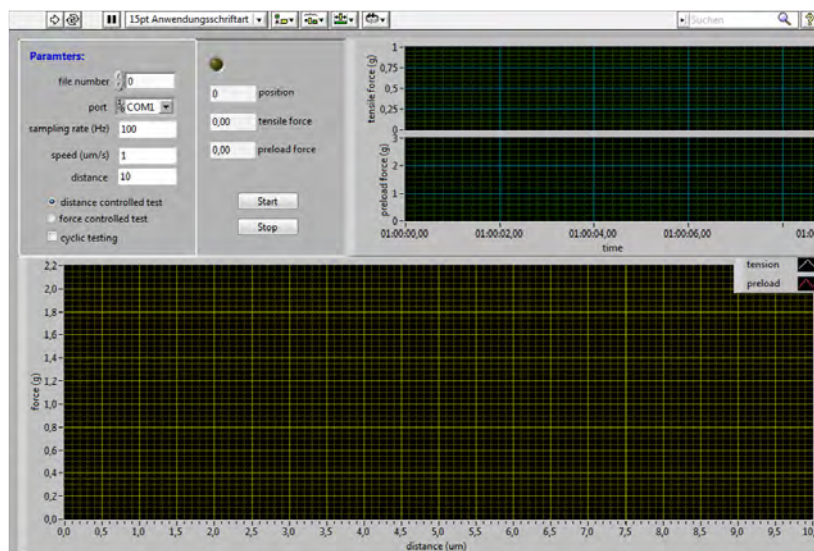 15pt Anwendungsschriftart
Suchen
Paramters:
file number 0
port COM1
sampling rate (Hz) 100
speed (um/s) 1
distance 10
distance controlled test
force controlled test
cyclic testing
0 position
0,00 tensile force
0,00 preload force
Start
Stop
tensile force (g)
1
0,75
0,5
0,25
0
preload force (g)
3
2
1
0
01:00:00,00 01:00:02,00 01:00:04,00 01:00:06,00
time
tension
preload
force (g)
2,2
2,0
1,8
1,6
1,4
1,2
1,0
0,8
0,6
0,4
0,2
0,0
0,0 0,5 1,0 1,5 2,0 2,5 3,0 3,5 4,0 4,5 5,0 5,5 6,0 6,5 7,0 7,5 8,0 8,5 9,0 9,5 10,
distance (um)